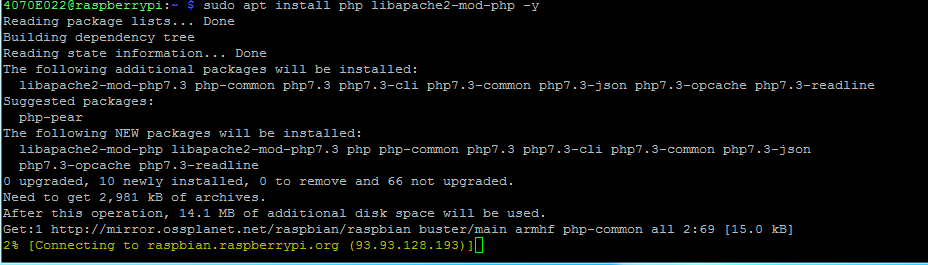 4070E022@raspberrypi:~ $ sudo apt install php libapache2-mod-php -y
Reading package lists... Done
Building dependency tree
Reading state information... Done
The following additional packages will be installed:
  libapache2-mod-php7.3 php-common php7.3 php7.3-cli php7.3-common php7.3-json php7.3-opcache php7.3-readline
Suggested packages:
  php-pear
The following NEW packages will be installed:
  libapache2-mod-php libapache2-mod-php7.3 php php-common php7.3 php7.3-cli php7.3-common php7.3-json
  php7.3-opcache php7.3-readline
0 upgraded, 10 newly installed, 0 to remove and 66 not upgraded.
Need to get 2,981 kB of archives.
After this operation, 14.1 MB of additional disk space will be used.
Get:1 http://mirror.ossplanet.net/raspbian/raspbian buster/main armhf php-common all 2:69 [15.0 kB]
2% [Connecting to raspbian.raspberrypi.org (93.93.128.193)]